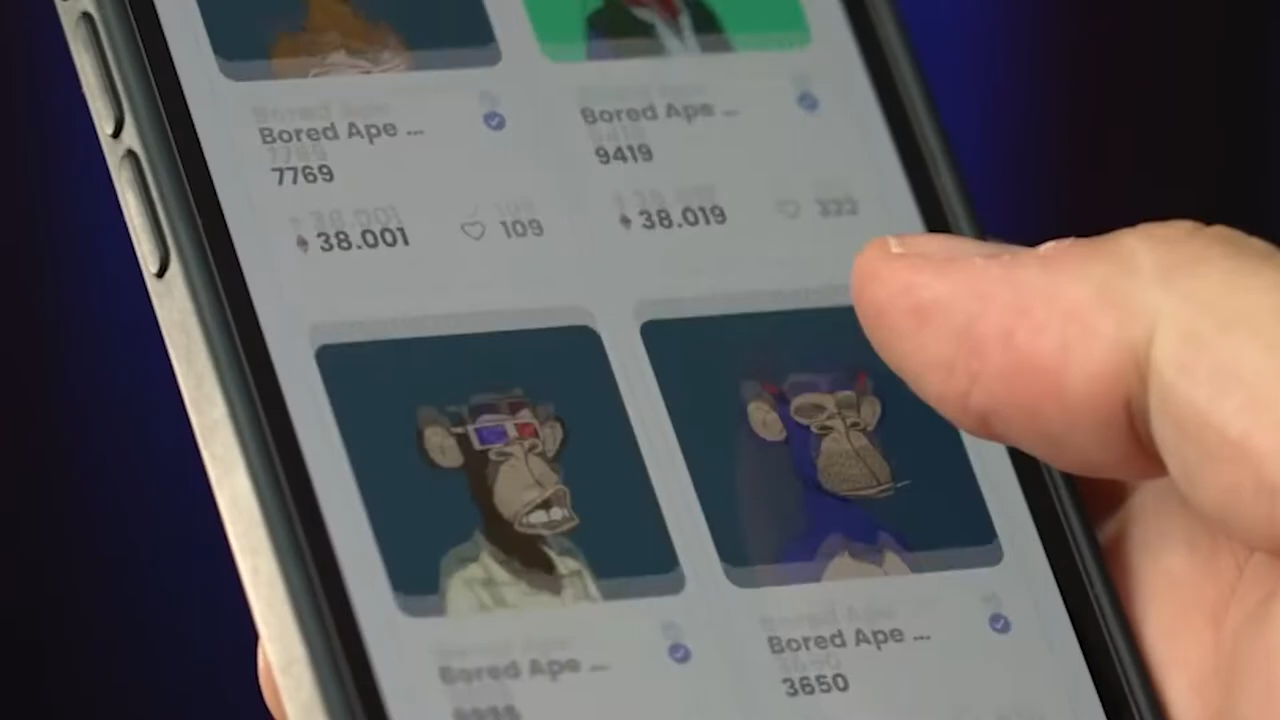 Bored Ape ...
7769
38.001
109
Bored Ape ...
9419
38.019
Bored Ape ...
Bored Ape ...
3650